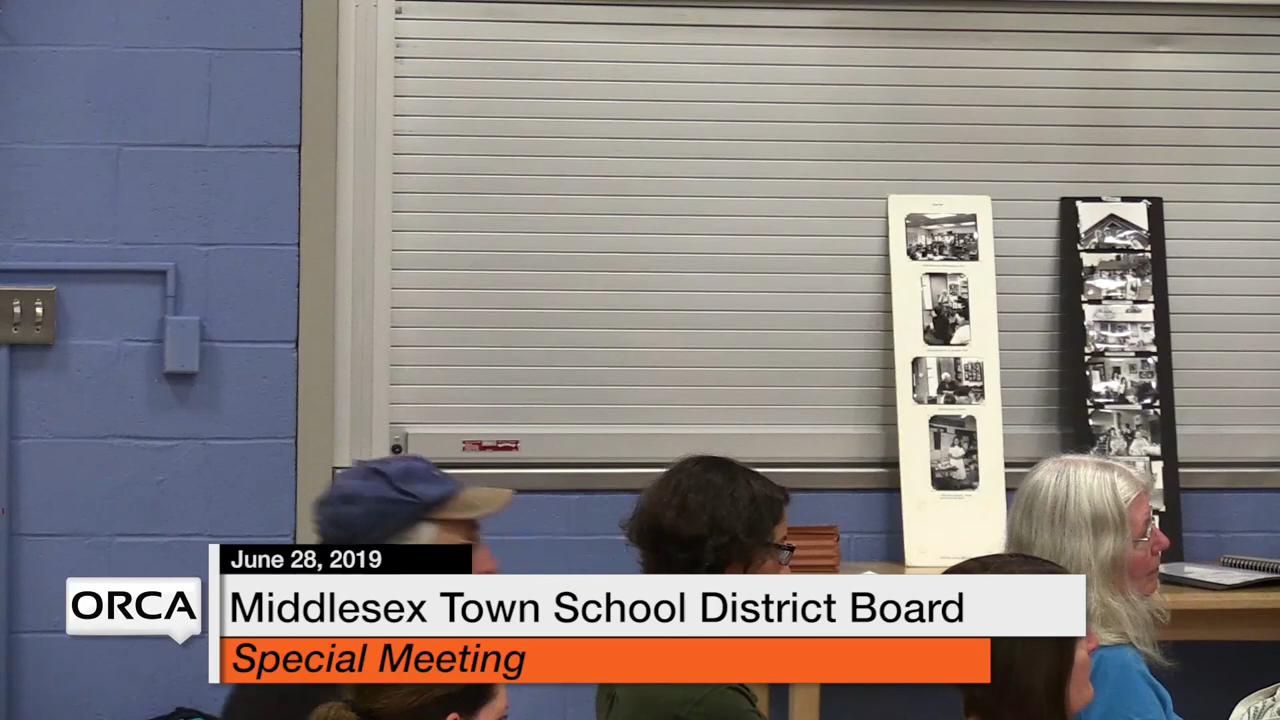 June 28, 2019
ORCA
Middlesex Town School District Board
Special Meeting